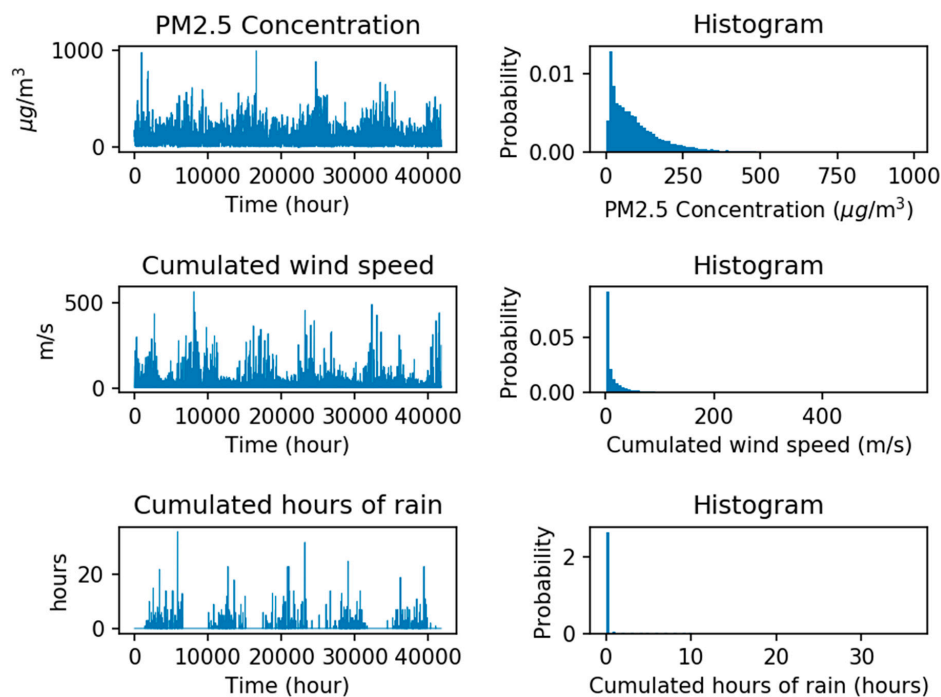 PM2.5 Concentration
1000
0
μg/m³
0 10000 20000 30000 40000
Time (hour)
Histogram
0.01
0.00
Probability
0 250 500 750 1000
PM2.5 Concentration (μg/m³)
Cumulated wind speed
500
0
m/s
0 10000 20000 30000 40000
Time (hour)
Histogram
0.05
0.00
Probability
0 200 400
Cumulated wind speed (m/s)
Cumulated hours of rain
20
0
hours
0 10000 20000 30000 40000
Time (hour)
Histogram
2
0
Probability
0 10 20 30
Cumulated hours of rain (hours)